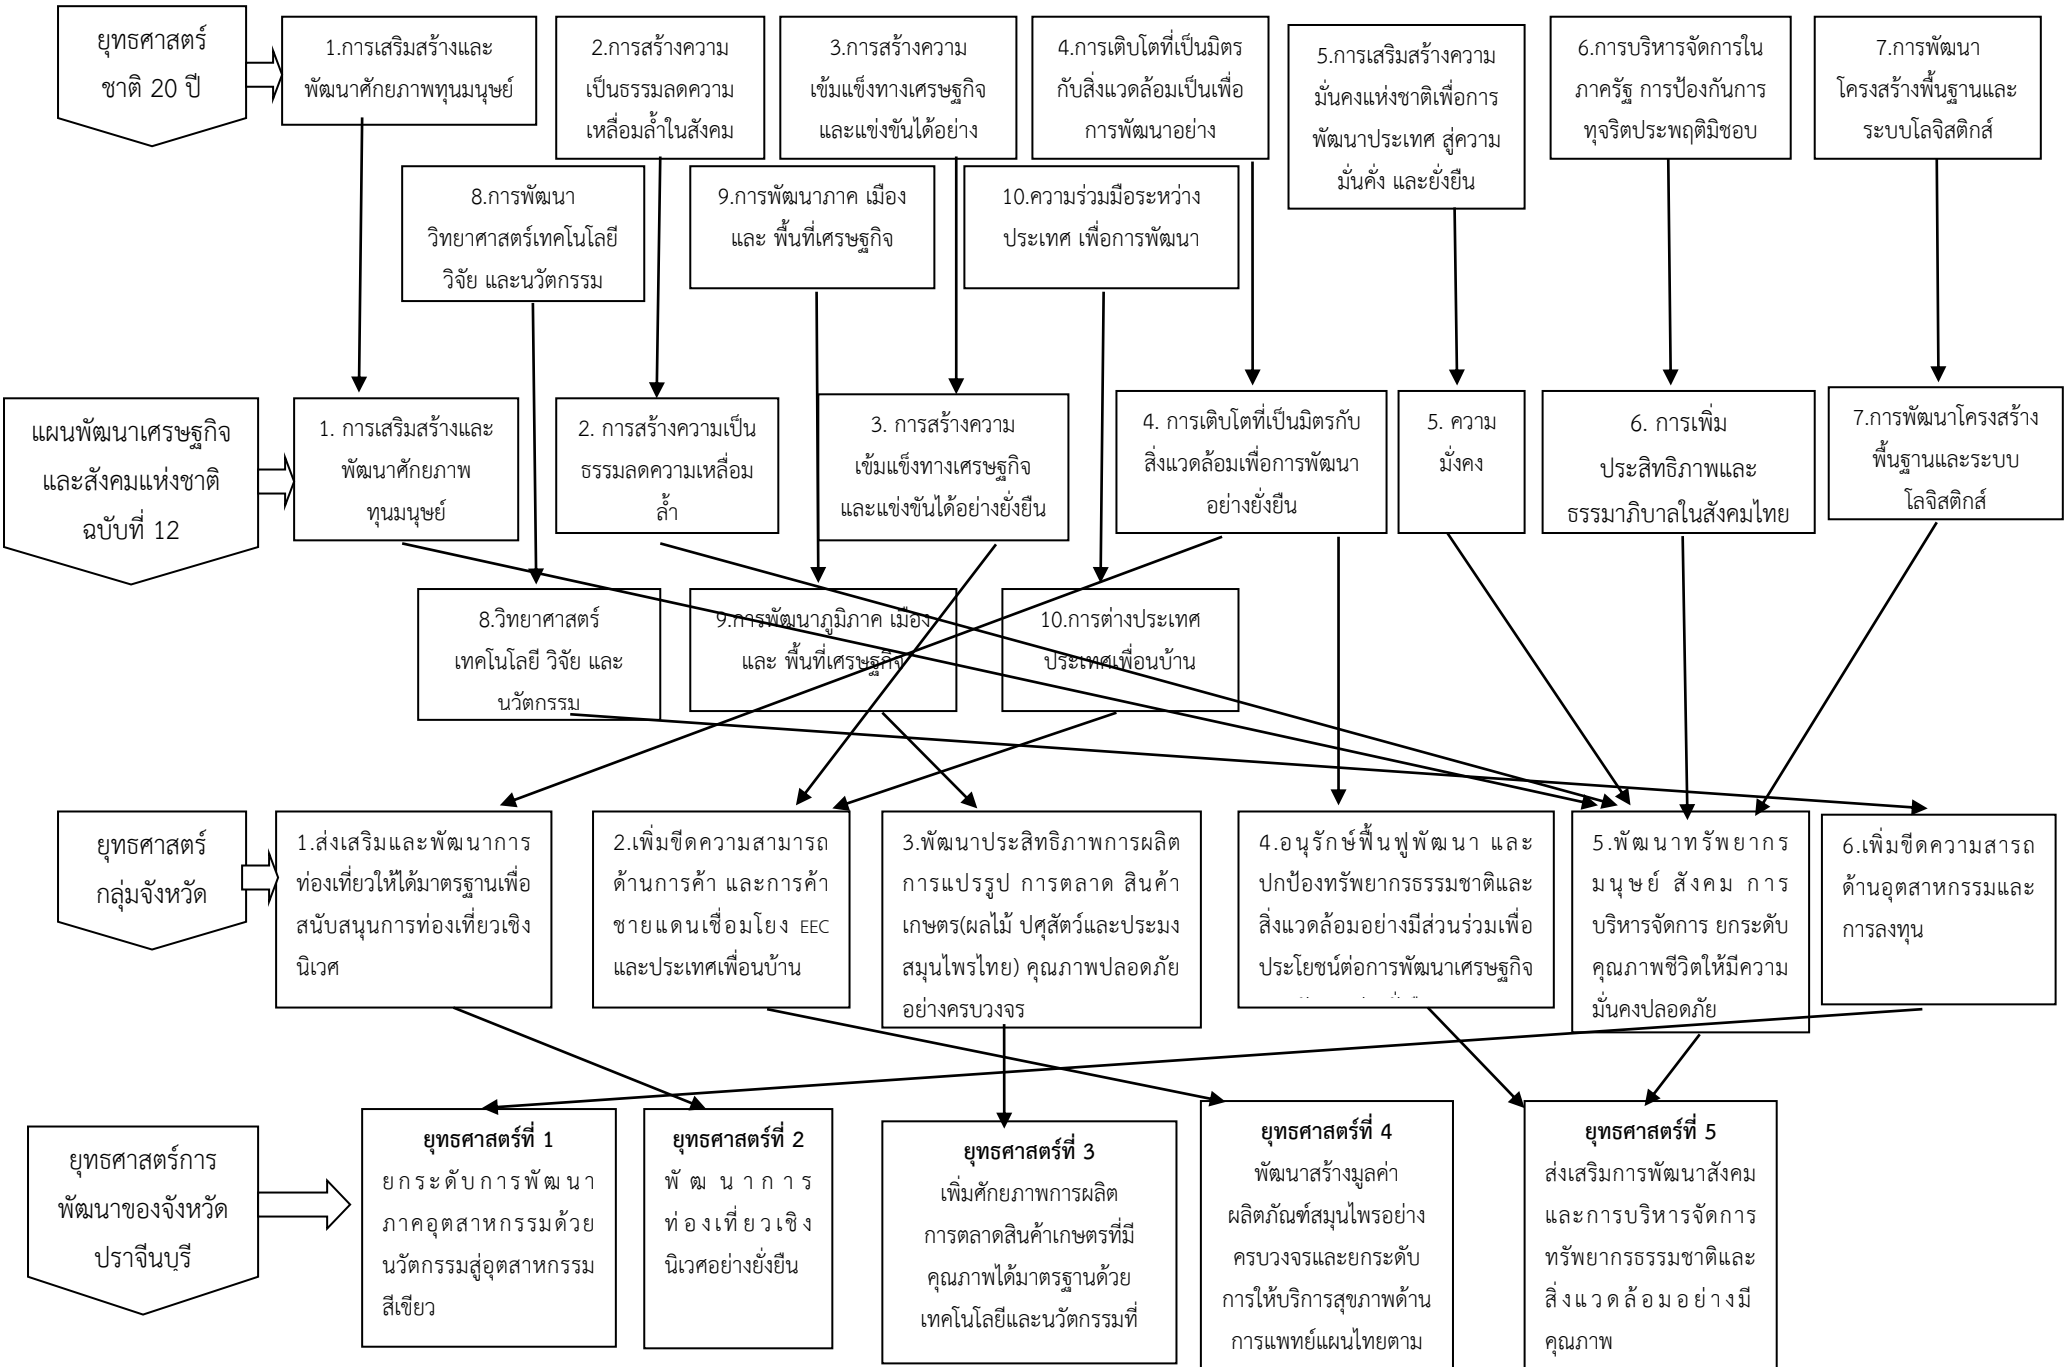 ยุทธศาสตร์
ชาติ 20 ปี
1.การเสริมสร้างและ
พัฒนาศักยภาพทุนมนุษย์
2.การสร้างความ
เป็นธรรมลดความ
เหลื่อมล้ำในสังคม
3.การสร้างความ
เข้มแข็งทางเศรษฐกิจ
และแข่งขันได้อย่าง
4.การเติบโตที่เป็นมิตร
กับสิ่งแวดล้อมเป็นเพื่อ
การพัฒนาอย่าง
5.การเสริมสร้างความ
มั่นคงแห่งชาติเพื่อการ
พัฒนาประเทศ สู่ความ
มั่นคั่ง และยั่งยืน
6.การบริหารจัดการใน
ภาครัฐ การป้องกันการ
ทุจริตประพฤติมิชอบ
7.การพัฒนา
โครงสร้างพื้นฐานและ
ระบบโลจิสติกส์
8.การพัฒนา
วิทยาศาสตร์เทคโนโลยี
วิจัย และนวัตกรรม
9.การพัฒนาภาค เมือง
และ พื้นที่เศรษฐกิจ
10.ความร่วมมือระหว่าง
ประเทศ เพื่อการพัฒนา
แผนพัฒนาเศรษฐกิจ
และสังคมแห่งชาติ
ฉบับที่ 12
1. การเสริมสร้างและ
พัฒนาศักยภาพ
ทุนมนุษย์
2. การสร้างความเป็น
ธรรมลดความเหลื่อม
ล้ำ
3. การสร้างความ
เข้มแข็งทางเศรษฐกิจ
และแข่งขันได้อย่างยั่งยืน
4. การเติบโตที่เป็นมิตรกับ
สิ่งแวดล้อมเพื่อการพัฒนา
อย่างยั่งยืน
5. ความ
มั่งคง
6. การเพิ่ม
ประสิทธิภาพและ
ธรรมาภิบาลในสังคมไทย
7.การพัฒนาโครงสร้าง
พื้นฐานและระบบ
โลจิสติกส์
8.วิทยาศาสตร์
เทคโนโลยี วิจัย และ
นวัตกรรม
9.การพัฒนาภูมิภาค เมือง
และ พื้นที่เศรษฐกิจ
10.การต่างประเทศ
ประเทศเพื่อนบ้าน
ยุทธศาสตร์
กลุ่มจังหวัด
1.ส่งเสริมและพัฒนาการ
ท่องเที่ยวให้ได้มาตรฐานเพื่อ
สนับสนุนการท่องเที่ยวเชิง
นิเวศ
2.เพิ่มขีดความสามารถ
ด้านการค้า และการค้า
ชายแดนเชื่อมโยง EEC
และประเทศเพื่อนบ้าน
3.พัฒนาประสิทธิภาพการผลิต
การแปรรูป การตลาด สินค้า
เกษตร(ผลไม้ ปศุสัตว์และประมง
สมุนไพรไทย) คุณภาพปลอดภัย
อย่างครบวงจร
4.อนุรักษ์ฟื้นฟูพัฒนา และ
ปกป้องทรัพยากรธรรมชาติและ
สิ่งแวดล้อมอย่างมีส่วนร่วมเพื่อ
ประโยชน์ต่อการพัฒนาเศรษฐกิจ
5.พัฒนาทรัพยากร
มนุษย์ สังคม การ
บริหารจัดการ ยกระดับ
คุณภาพชีวิตให้มีความ
มั่นคงปลอดภัย
6.เพิ่มขีดความสารถ
ด้านอุตสาหกรรมและ
การลงทุน
ยุทธศาสตร์การ
พัฒนาของจังหวัด
ปราจีนบุรี
ยุทธศาสตร์ที่ 1
ยกระดับการพัฒนา
ภาคอุตสาหกรรมด้วย
นวัตกรรมสู่อุตสาหกรรม
สีเขียว
ยุทธศาสตร์ที่ 2
พัฒนาการ
ท่องเที่ยวเชิง
นิเวศอย่างยั่งยืน
ยุทธศาสตร์ที่ 3
เพิ่มศักยภาพการผลิต
การตลาดสินค้าเกษตรที่มี
คุณภาพได้มาตรฐานด้วย
เทคโนโลยีและนวัตกรรมที่
ยุทธศาสตร์ที่ 4
พัฒนาสร้างมูลค่า
ผลิตภัณฑ์สมุนไพรอย่าง
ครบวงจรและยกระดับ
การให้บริการสุขภาพด้าน
การแพทย์แผนไทยตาม
ยุทธศาสตร์ที่ 5
ส่งเสริมการพัฒนาสังคม
และการบริหารจัดการ
ทรัพยากรธรรมชาติและ
สิ่งแวดล้อมอย่างมี
คุณภาพ